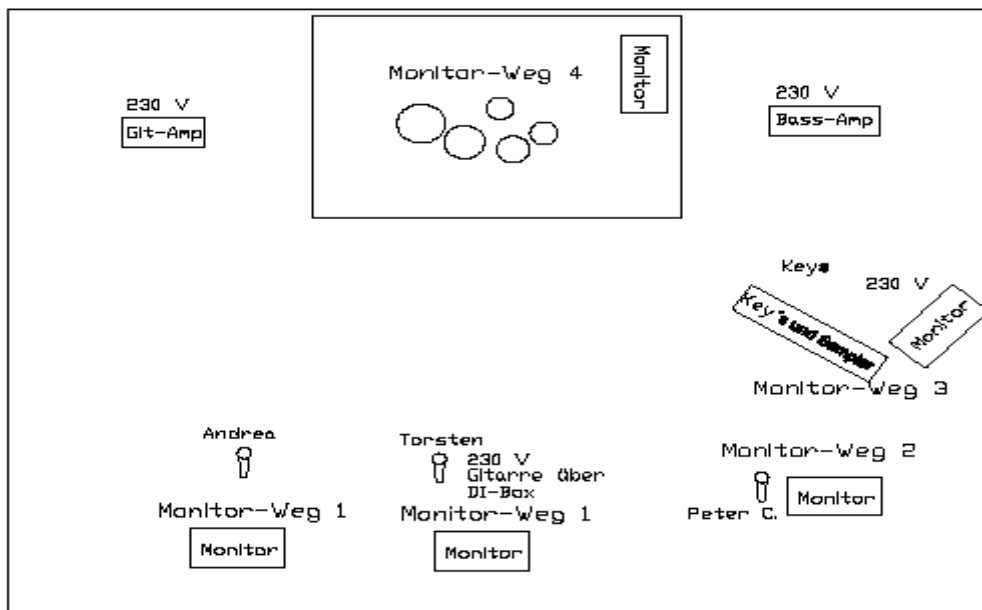 Monitor-Weg 4
Monitor
230 V
Git-Amp
230 V
Bass-Amp
Keys
230 V
Key's und Sampler
Monitor
Monitor-Weg 3
Andrea
Torsten
230 V
Gitarre über
DI-Box
Monitor-Weg 2
Monitor
Peter C.
Monitor-Weg 1
Monitor-Weg 1
Monitor
Monitor